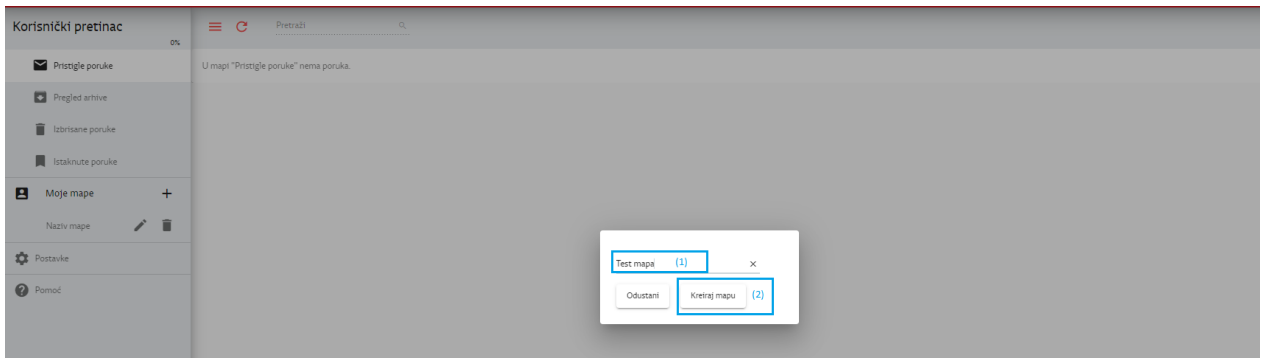 Korisnički pretinac
0%
Pretraži
Pristigle poruke
U mapi "Pristigle poruke" nema poruka.
Pregled arhive
Izbrisane poruke
Istaknute poruke
Moje mape +
Naziv mape
Postavke
? Pomoć
Test mapa (1) ×
Odustani Kreiraj mapu (2)